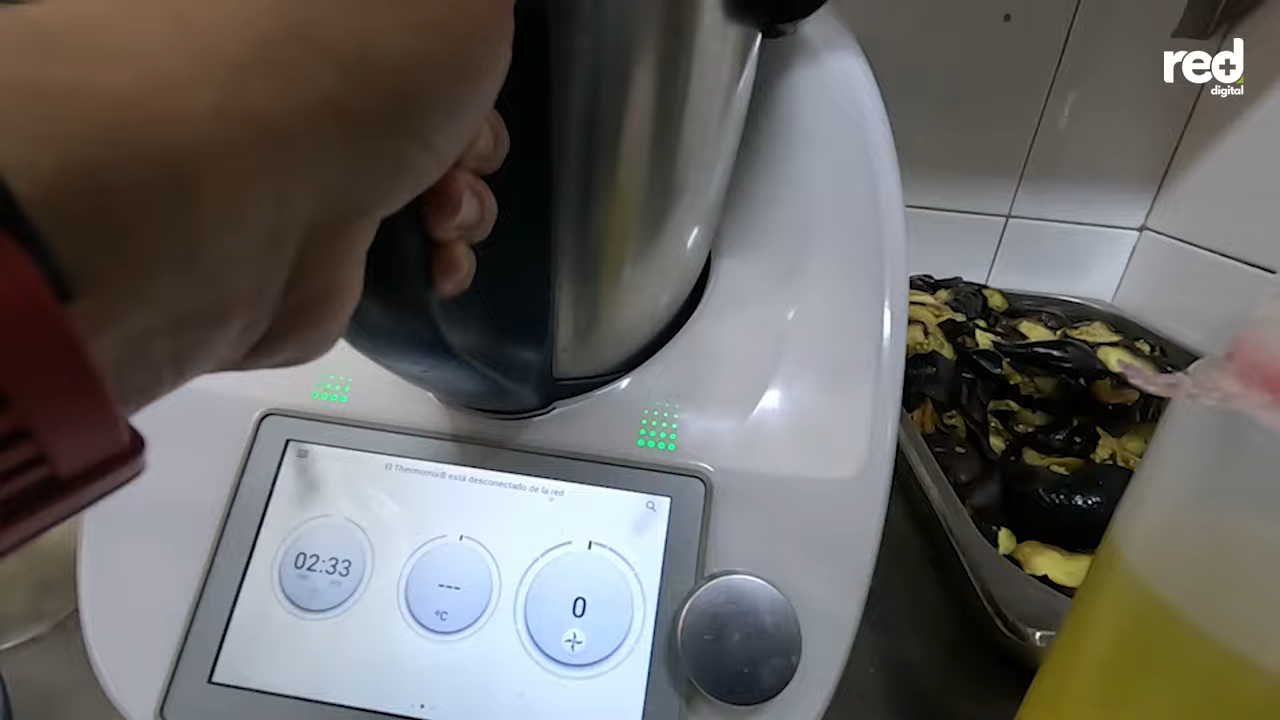 red
digital
El Thermomix® está desconectado de la red
02:33
---
°C
0